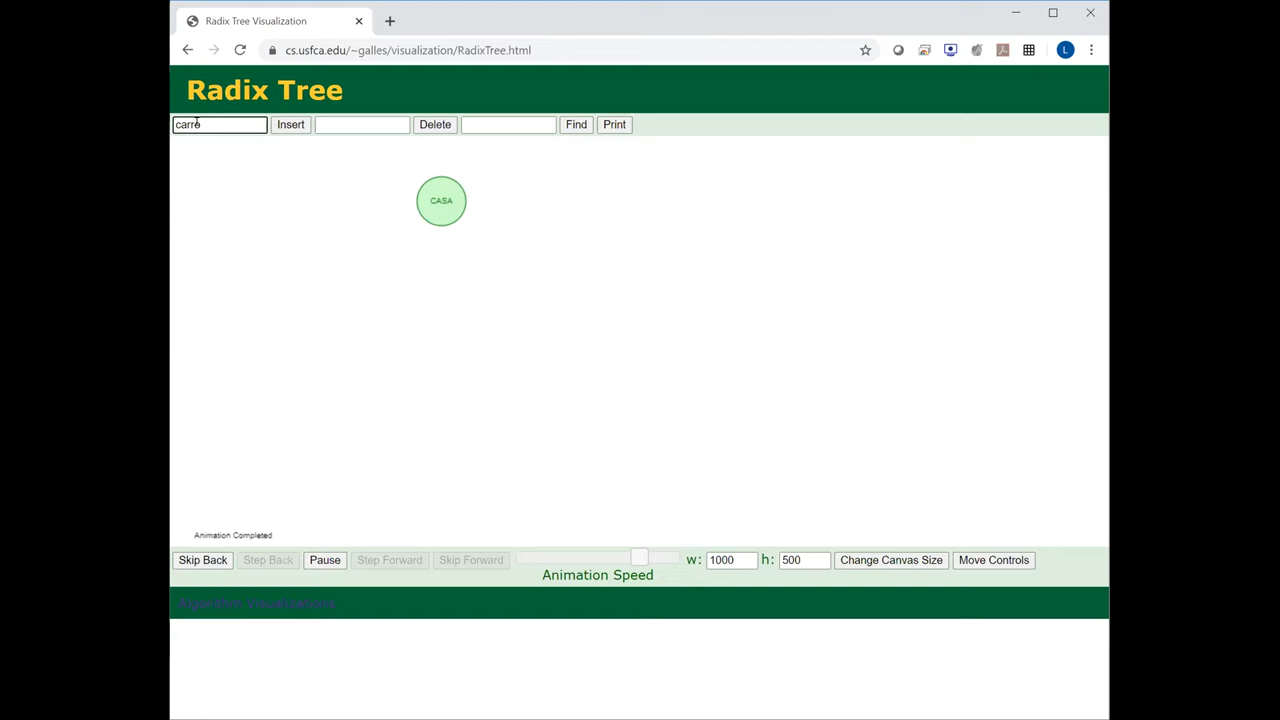 Radix Tree Visualization
cs.usfca.edu/~galles/visualization/RadixTree.html
L
Radix Tree
carro Insert Delete Find Print
CASA
Animation Completed
Skip Back Step Back Pause Step Forward Skip Forward w: 1000 h: 500 Change Canvas Size Move Controls
Animation Speed
Algorithm Visualizations